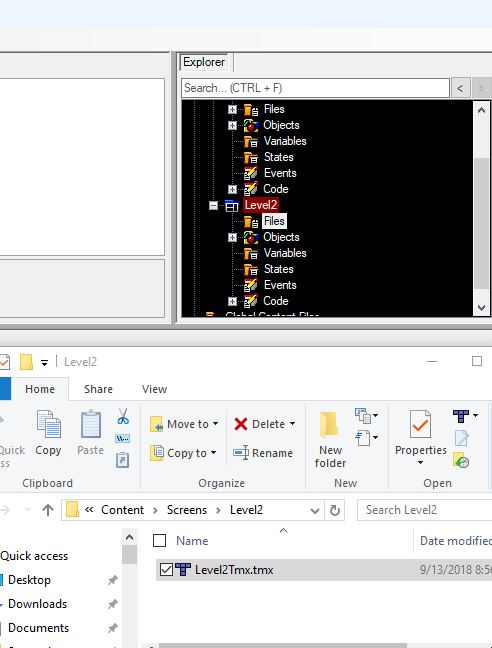 Explorer
Search... (CTRL + F)
< >
Files
Objects
Variables
States
Events
Code
Level2
Files
Objects
Variables
States
Events
Code
Global Content Files
Level2
Home Share View
Copy Paste
Move to
Copy to
Delete
Rename
New folder
Properties
Clipboard Organize New Open
« Content > Screens > Level2
Search Level2
Quick access
Desktop
Downloads
Documents
Name Date modified
Level2Tmx.tmx 9/13/2018 8:56